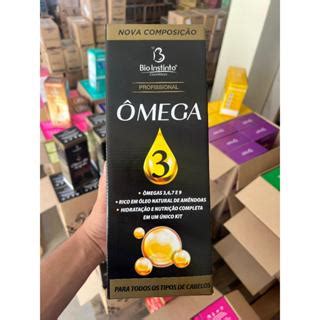 NOVA COMPOSIÇÃO
B
Bio Instinto
PROFISSIONAL
ÔMEGA
3
• ÔMEGAS 3,6,7 E 9
• RICO EM ÓLEO NATURAL DE AMÊNDOAS
• HIDRATAÇÃO E NUTRIÇÃO COMPLETA
EM UM ÚNICO KIT
PARA TODOS OS TIPOS DE CABELOS